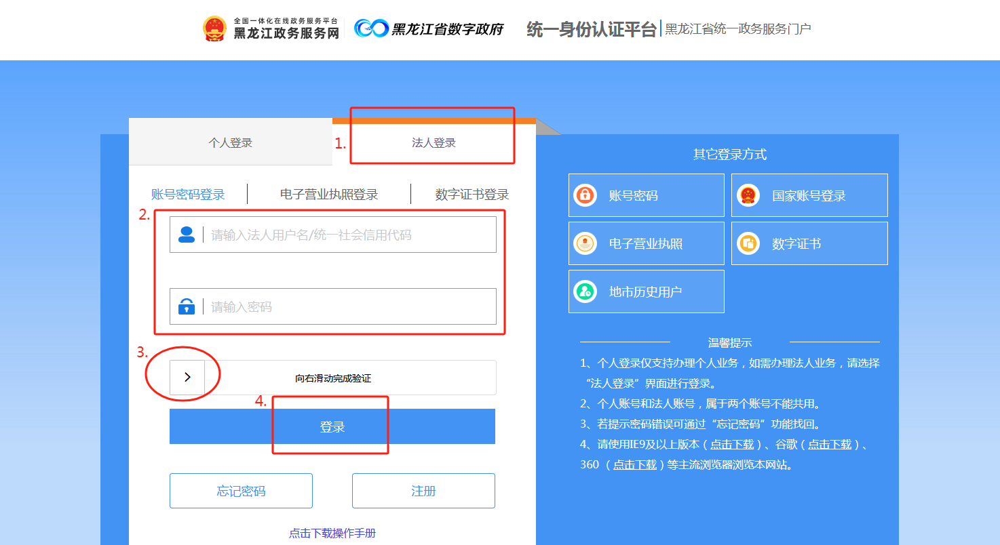 全国一体化在线政务服务平台
黑龙江政务服务网
黑龙江省数字政府
统一身份认证平台
黑龙江省统一政务服务门户
个人登录
1.
法人登录
账号密码登录
电子营业执照登录
数字证书登录
2.
请输入法人用户名/统一社会信用代码
请输入密码
3.
向右滑动完成验证
4.
登录
忘记密码
注册
点击下载操作手册
其它登录方式
账号密码
国家账号登录
电子营业执照
数字证书
地市历史用户
温馨提示
1、个人登录仅支持办理个人业务，如需办理法人业务，请选择
“法人登录”界面进行登录。
2、个人账号和法人账号，属于两个账号不能共用。
3、若提示密码错误可通过“忘记密码”功能找回。
4、请使用IE9及以上版本（点击下载）、谷歌（点击下载）、
360 （点击下载）等主流浏览器浏览本网站。